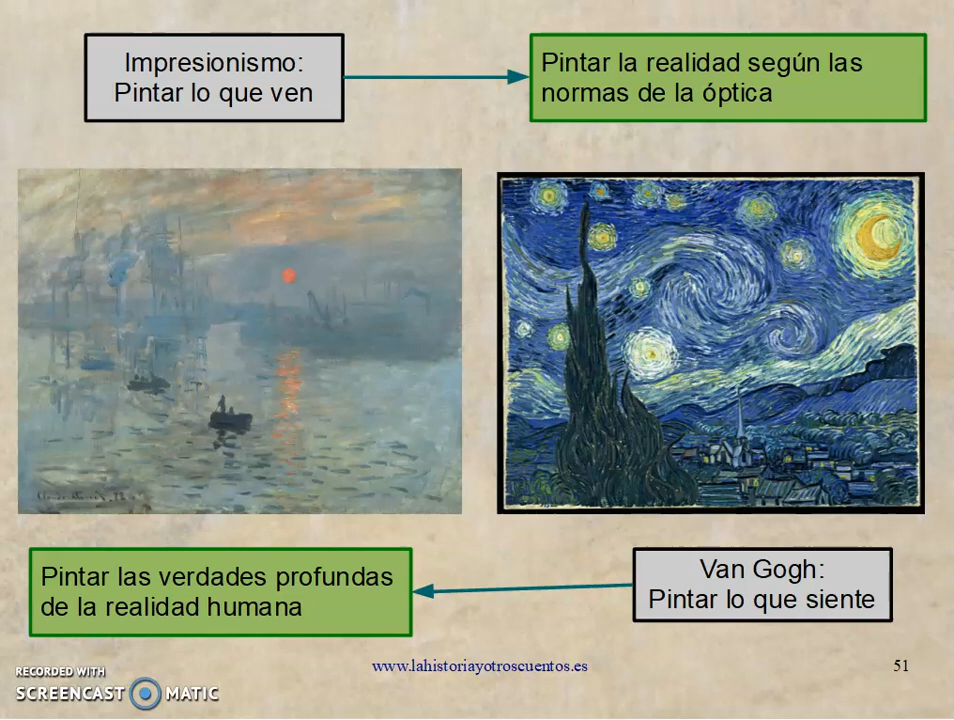 Impresionismo:
Pintar lo que ven
Pintar la realidad según las
normas de la óptica
Pintar las verdades profundas
de la realidad humana
Van Gogh:
Pintar lo que siente
RECORDED WITH
SCREENCAST MATIC
www.lahistoriayotroscuentos.es
51